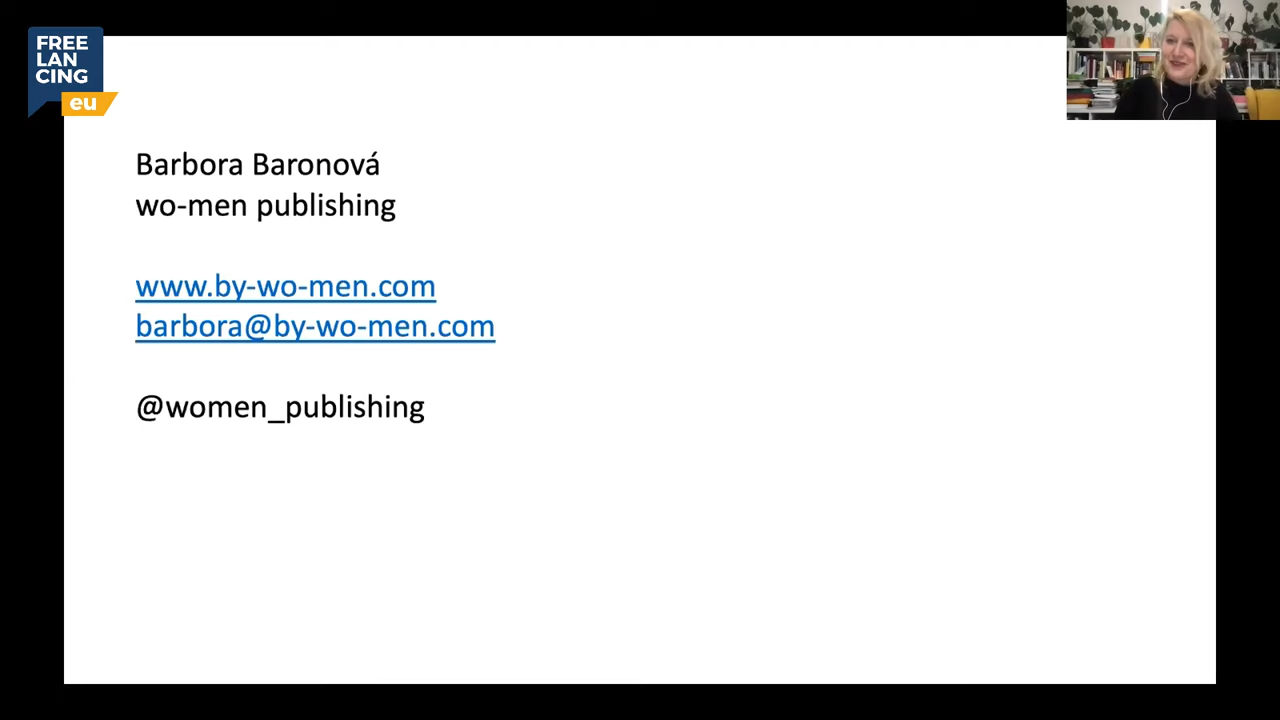 FREE
LAN
CING
eu
Barbora Baronová
wo-men publishing
www.by-wo-men.com
barbora@by-wo-men.com
@women_publishing